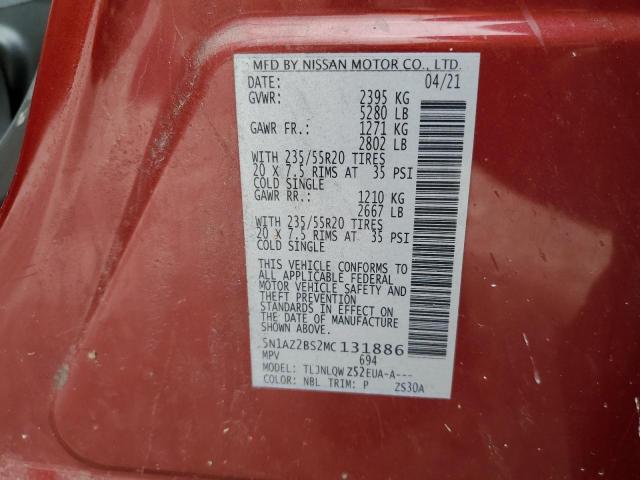 MFD BY NISSAN MOTOR CO., LTD.
DATE: 04/21
GVWR: 2395 KG
5280 LB
GAWR FR.: 1271 KG
2802 LB
WITH 235/55R20 TIRES
20 X 7.5 RIMS AT 35 PSI
COLD SINGLE
GAWR RR.: 1210 KG
2667 LB
WITH 235/55R20 TIRES
20 X 7.5 RIMS AT 35 PSI
COLD SINGLE
THIS VEHICLE CONFORMS TO
ALL APPLICABLE FEDERAL
MOTOR VEHICLE SAFETY AND
THEFT PREVENTION
STANDARDS IN EFFECT ON
THE DATE OF MANUFACTURE
SHOWN ABOVE.
5N1AZ2BS2MC131886
MPV 694
MODEL: TLJNLQW Z52EUA-A---
COLOR: NBL TRIM: P ZS30A